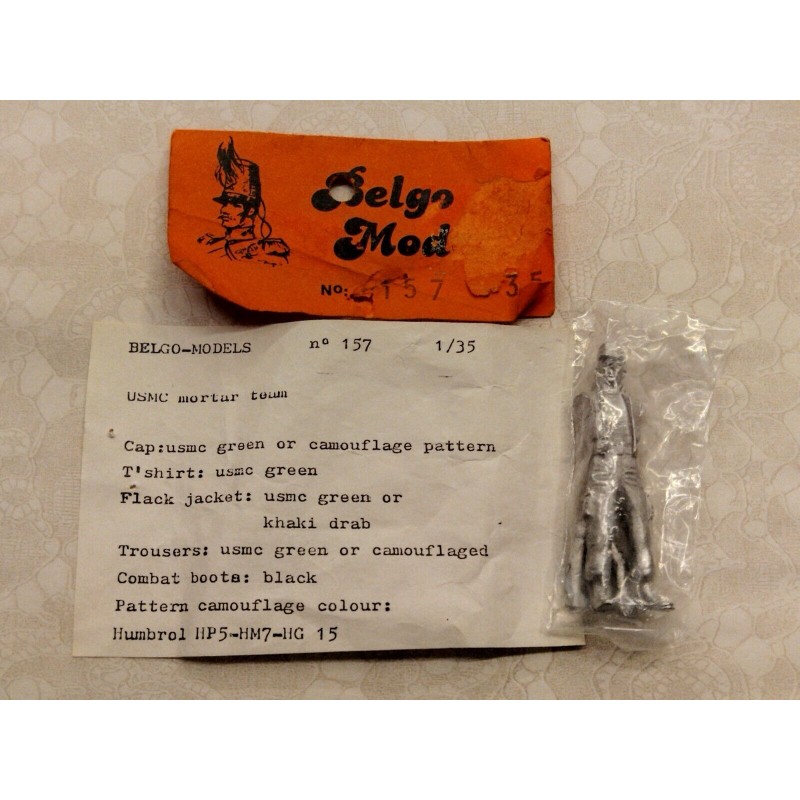 Belgo
Mod
No: 157 35
BELGO-MODELS nº 157 1/35
USMC mortar team
Cap:usmc green or camouflage pattern
T'shirt: usmc green
Flack jacket: usmc green or
khaki drab
Trousers: usmc green or camouflaged
Combat boots: black
Pattern camouflage colour:
Humbrol HP5-HM7-HG 15